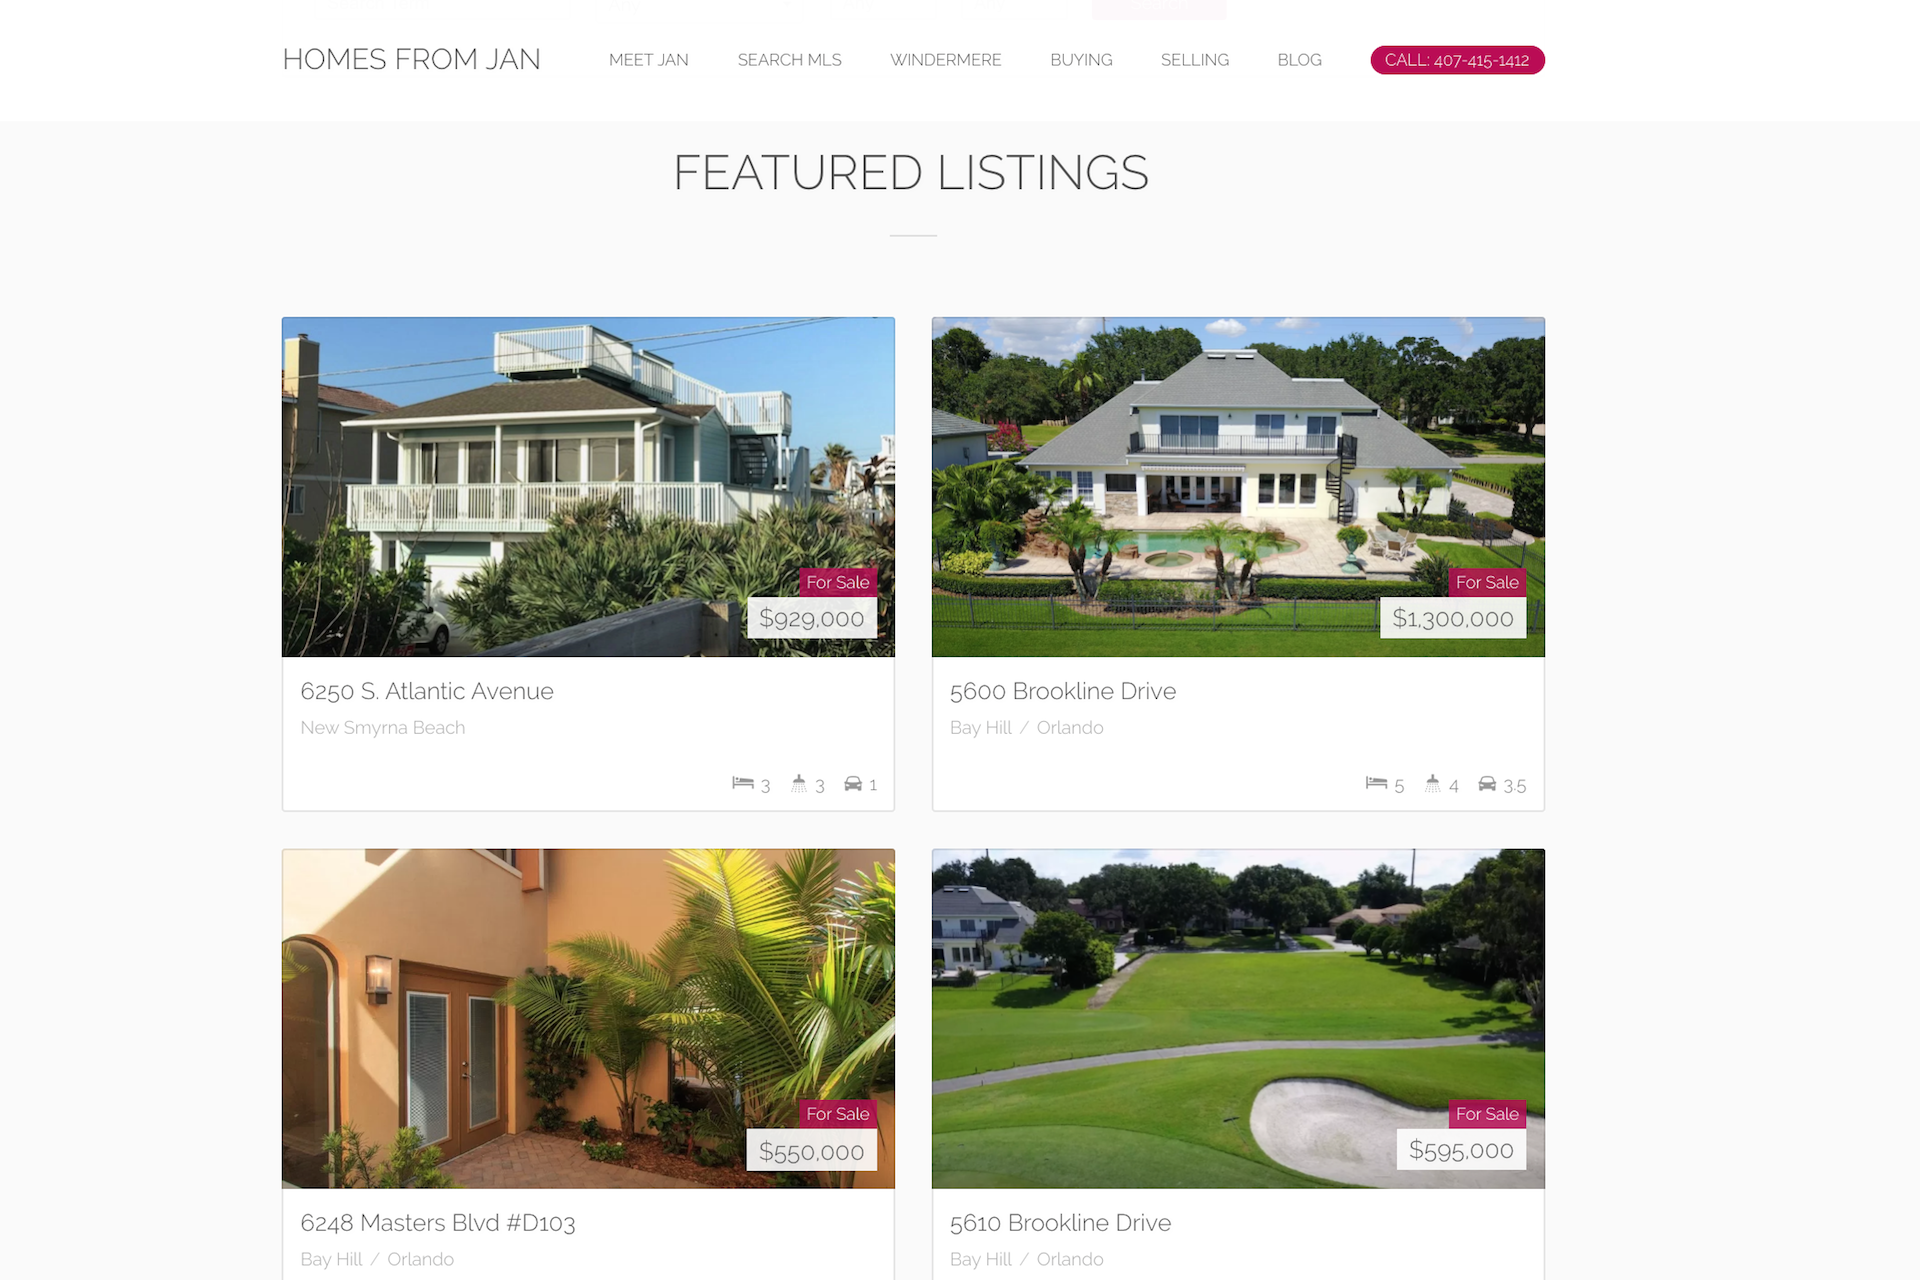 HOMES FROM JAN
MEET JAN
SEARCH MLS
WINDERMERE
BUYING
SELLING
BLOG
CALL: 407-415-1412
FEATURED LISTINGS
For Sale
$929,000
6250 S. Atlantic Avenue
New Smyrna Beach
3
3
1
For Sale
$1,300,000
5600 Brookline Drive
Bay Hill / Orlando
5
4
3.5
For Sale
$550,000
6248 Masters Blvd #D103
Bay Hill / Orlando
For Sale
$595,000
5610 Brookline Drive
Bay Hill / Orlando